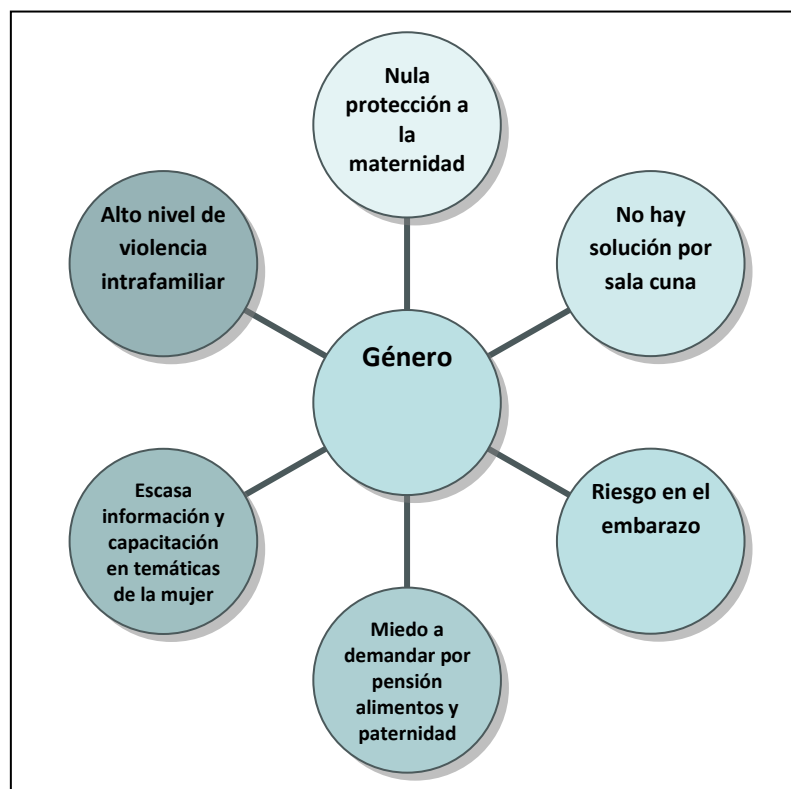 Nula
protección a
la
maternidad
Alto nivel de
violencia
intrafamiliar
No hay
solución por
sala cuna
Género
Escasa
información y
capacitación
en temáticas
de la mujer
Riesgo en el
embarazo
Miedo a
demandar por
pensión
alimentos y
paternidad